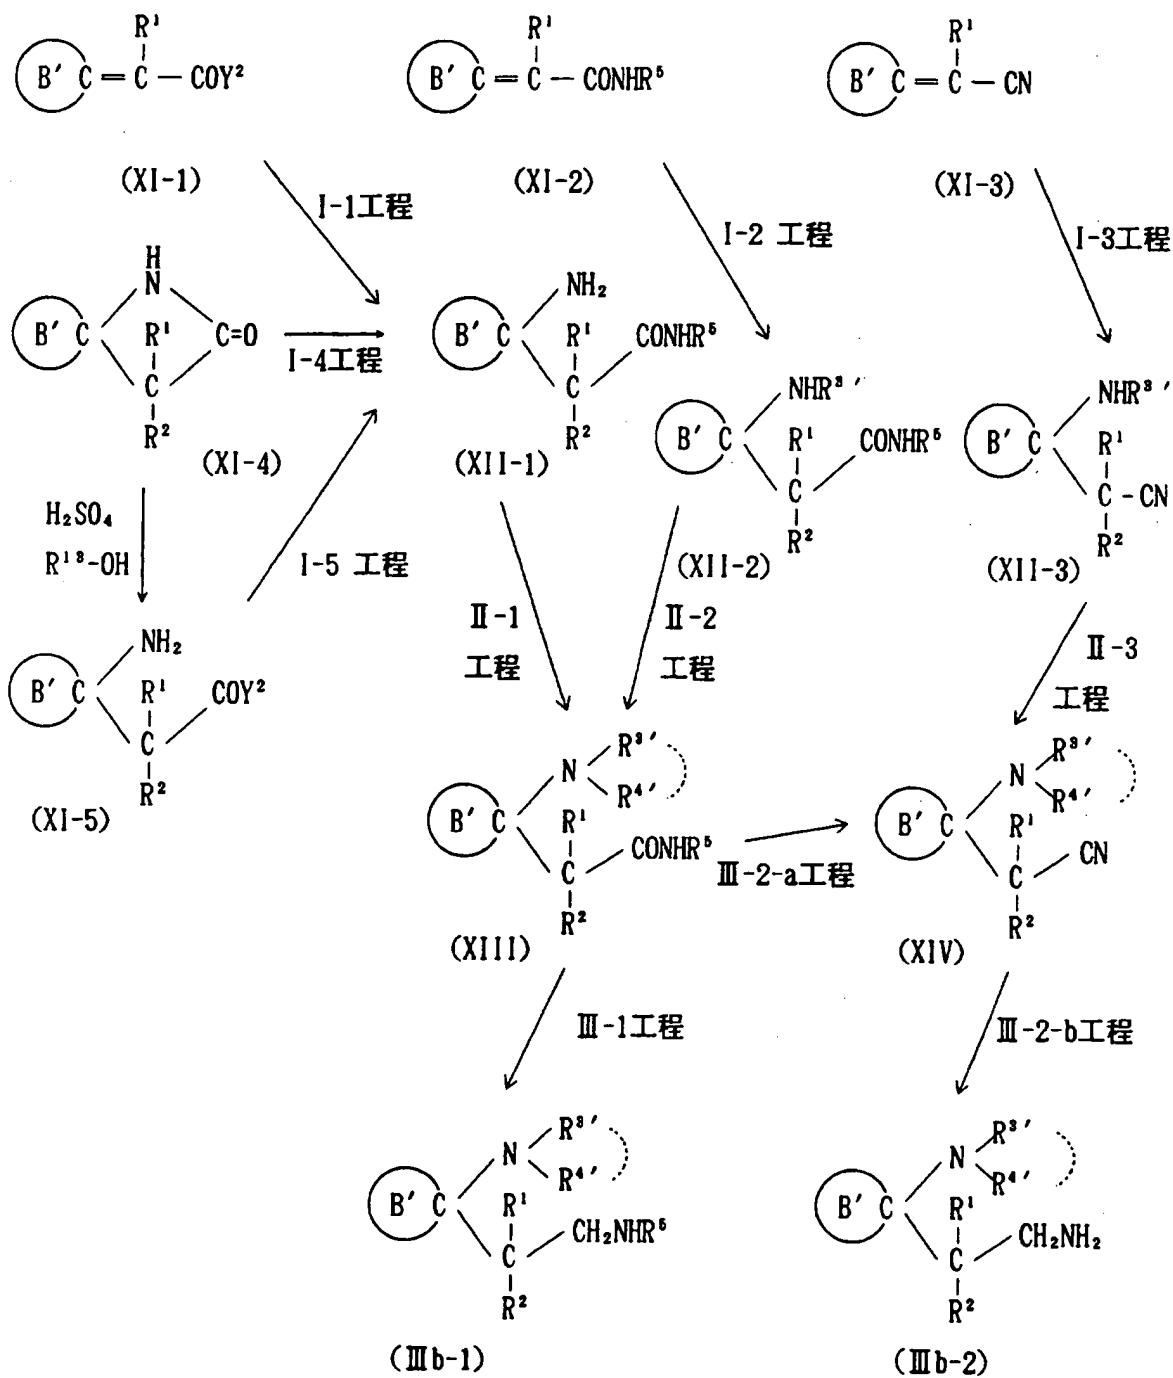 R¹ R¹ R¹
B′ C = C — COY² B′ C = C — CONHR⁵ B′ C = C — CN
(XI-1) (XI-2) (XI-3)
I-1工程 I-2 工程 I-3工程
H
N NH₂
B′ C R¹ C=O I-4工程 B′ C R¹ CONHR⁵ NHR³′ NHR³′
C C B′ C R¹ CONHR⁵ B′ C R¹
R² R² C C - CN
(XI-4) (XII-1) R² R²
H₂SO₄
R¹³-OH I-5 工程 (XII-2) (XII-3)
NH₂ II-1 II-2 II-3
B′ C R¹ COY² 工程 工程 工程
C
R² R³′ R³′
(XI-5) N N
R⁴′ R⁴′
B′ C R¹ CONHR⁵ B′ C R¹ CN
C III-2-a工程 C
R² R²
(XIII) (XIV)
III-1工程 III-2-b工程
R³′ R³′
N N
R⁴′ R⁴′
B′ C R¹ CH₂NHR⁵ B′ C R¹ CH₂NH₂
C C
R² R²
(IIIb-1) (IIIb-2)